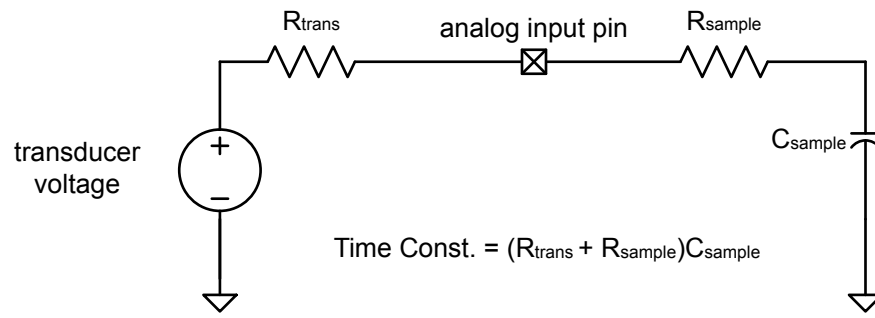 Rtrans
analog input pin
Rsample
transducer
voltage
+
−
Csample
Time Const. = (Rtrans + Rsample)Csample